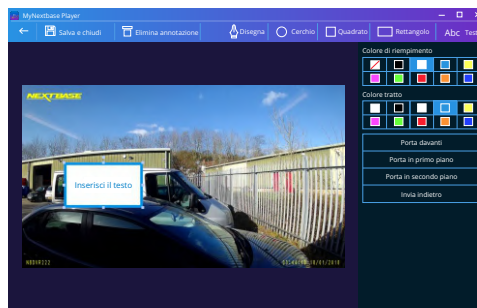 MyNextbase Player
Salva e chiudi
Elimina annotazione
Disegna
Cerchio
Quadrato
Rettangolo
Abc Test
Colore di riempimento
Colore tratto
Porta davanti
Porta in primo piano
Porta in secondo piano
Invia indietro
NEXTBASE
Inserisci il testo